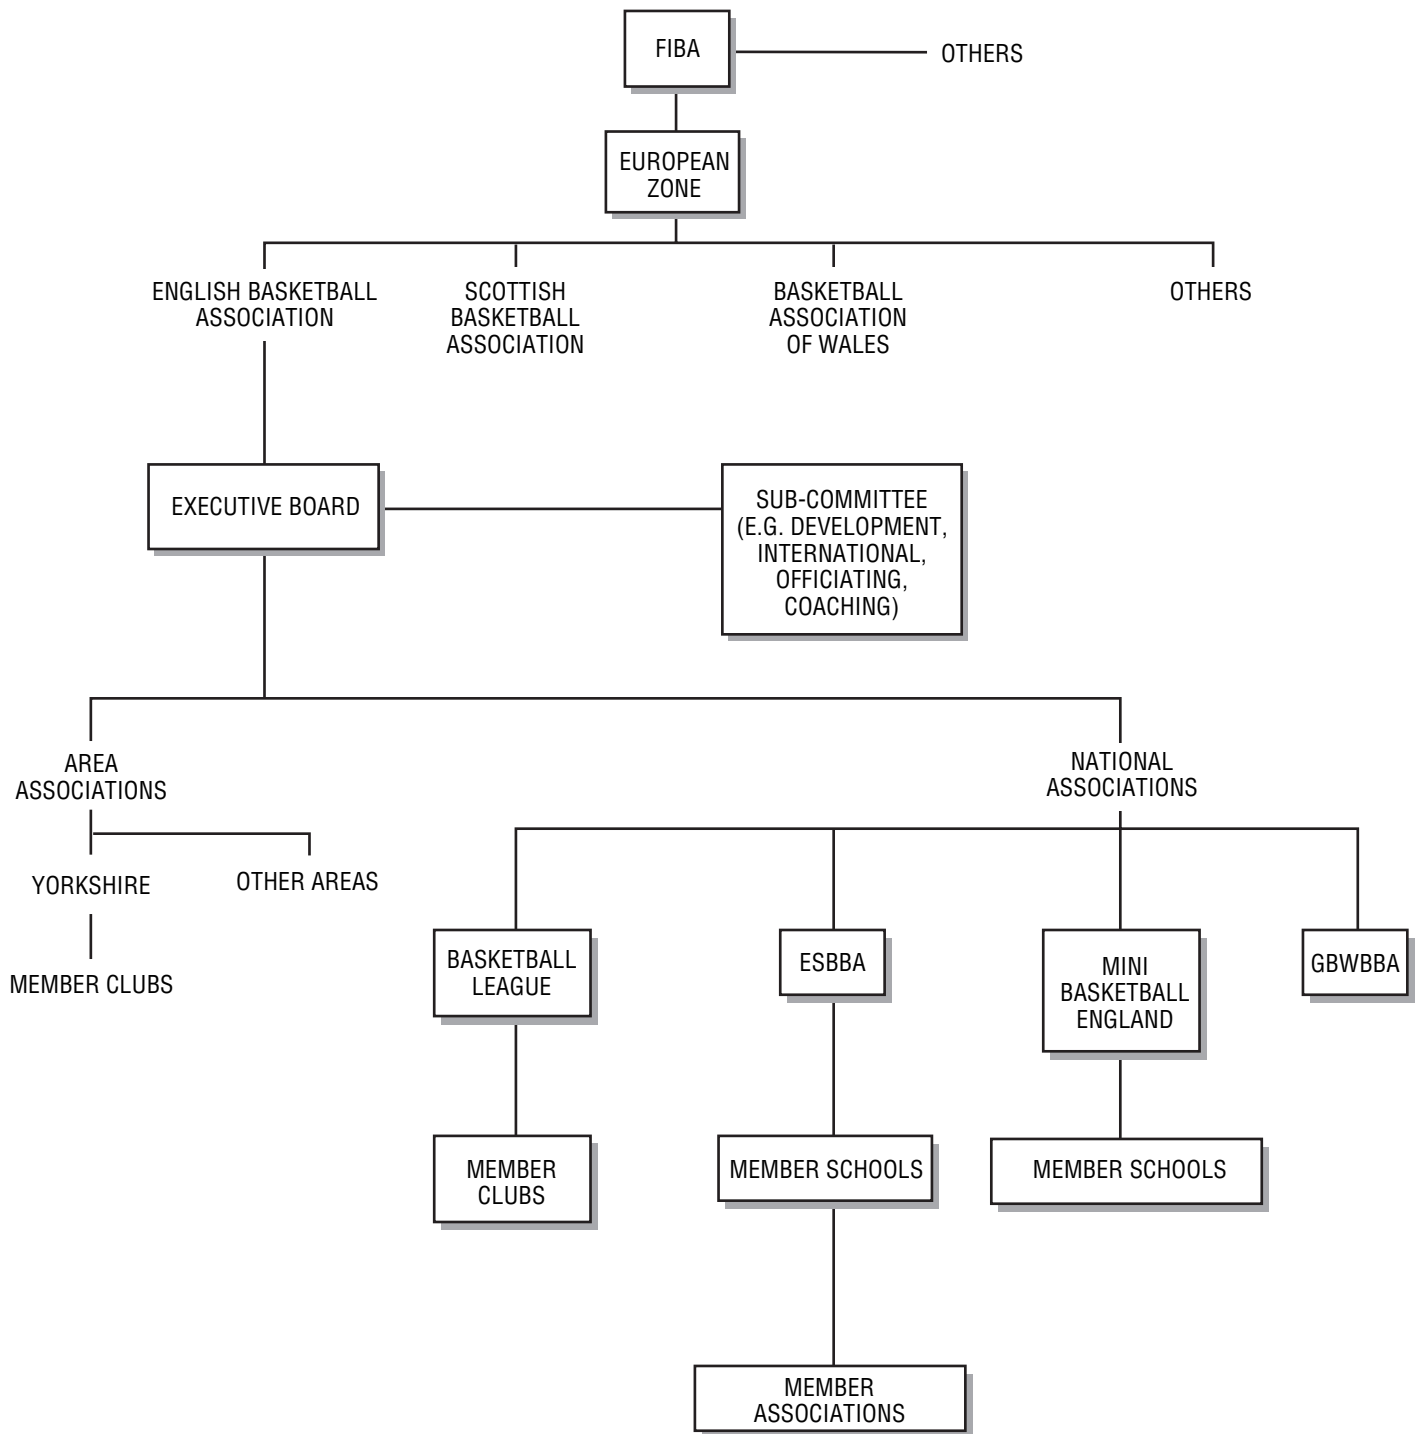 FIBA
OTHERS
EUROPEAN
ZONE
ENGLISH BASKETBALL
ASSOCIATION
SCOTTISH
BASKETBALL
ASSOCIATION
BASKETBALL
ASSOCIATION
OF WALES
OTHERS
EXECUTIVE BOARD
SUB-COMMITTEE
(E.G. DEVELOPMENT,
INTERNATIONAL,
OFFICIATING,
COACHING)
AREA
ASSOCIATIONS
NATIONAL
ASSOCIATIONS
YORKSHIRE
OTHER AREAS
MEMBER CLUBS
BASKETBALL
LEAGUE
ESBBA
MINI
BASKETBALL
ENGLAND
GBWBBA
MEMBER
CLUBS
MEMBER SCHOOLS
MEMBER SCHOOLS
MEMBER
ASSOCIATIONS